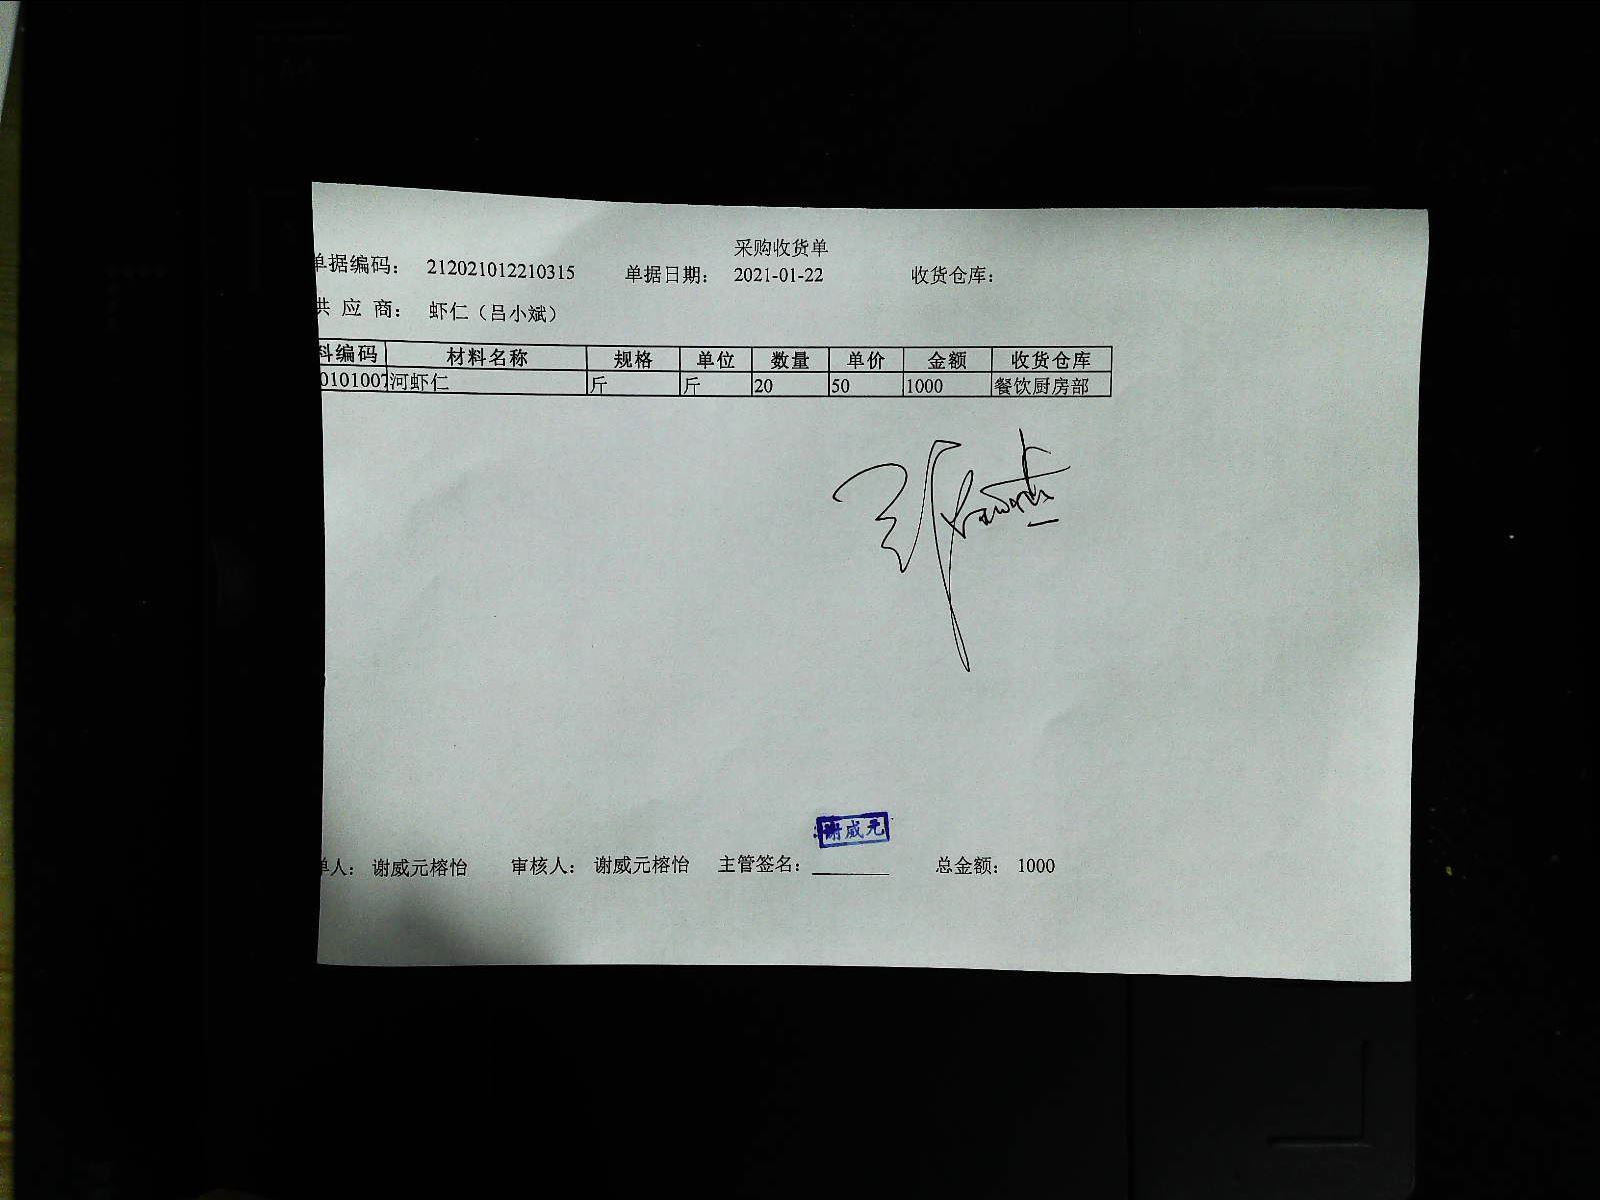 采购收货单
单据编码： 212021012210315 单据日期： 2021-01-22 收货仓库：
供 应 商： 虾仁（吕小斌）
料编码 材料名称 规格 单位 数量 单价 金额 收货仓库
0101007 河虾仁 斤 斤 20 50 1000 餐饮厨房部
谢威元
单人： 谢威元榕怡 审核人： 谢威元榕怡 主管签名： 总金额： 1000